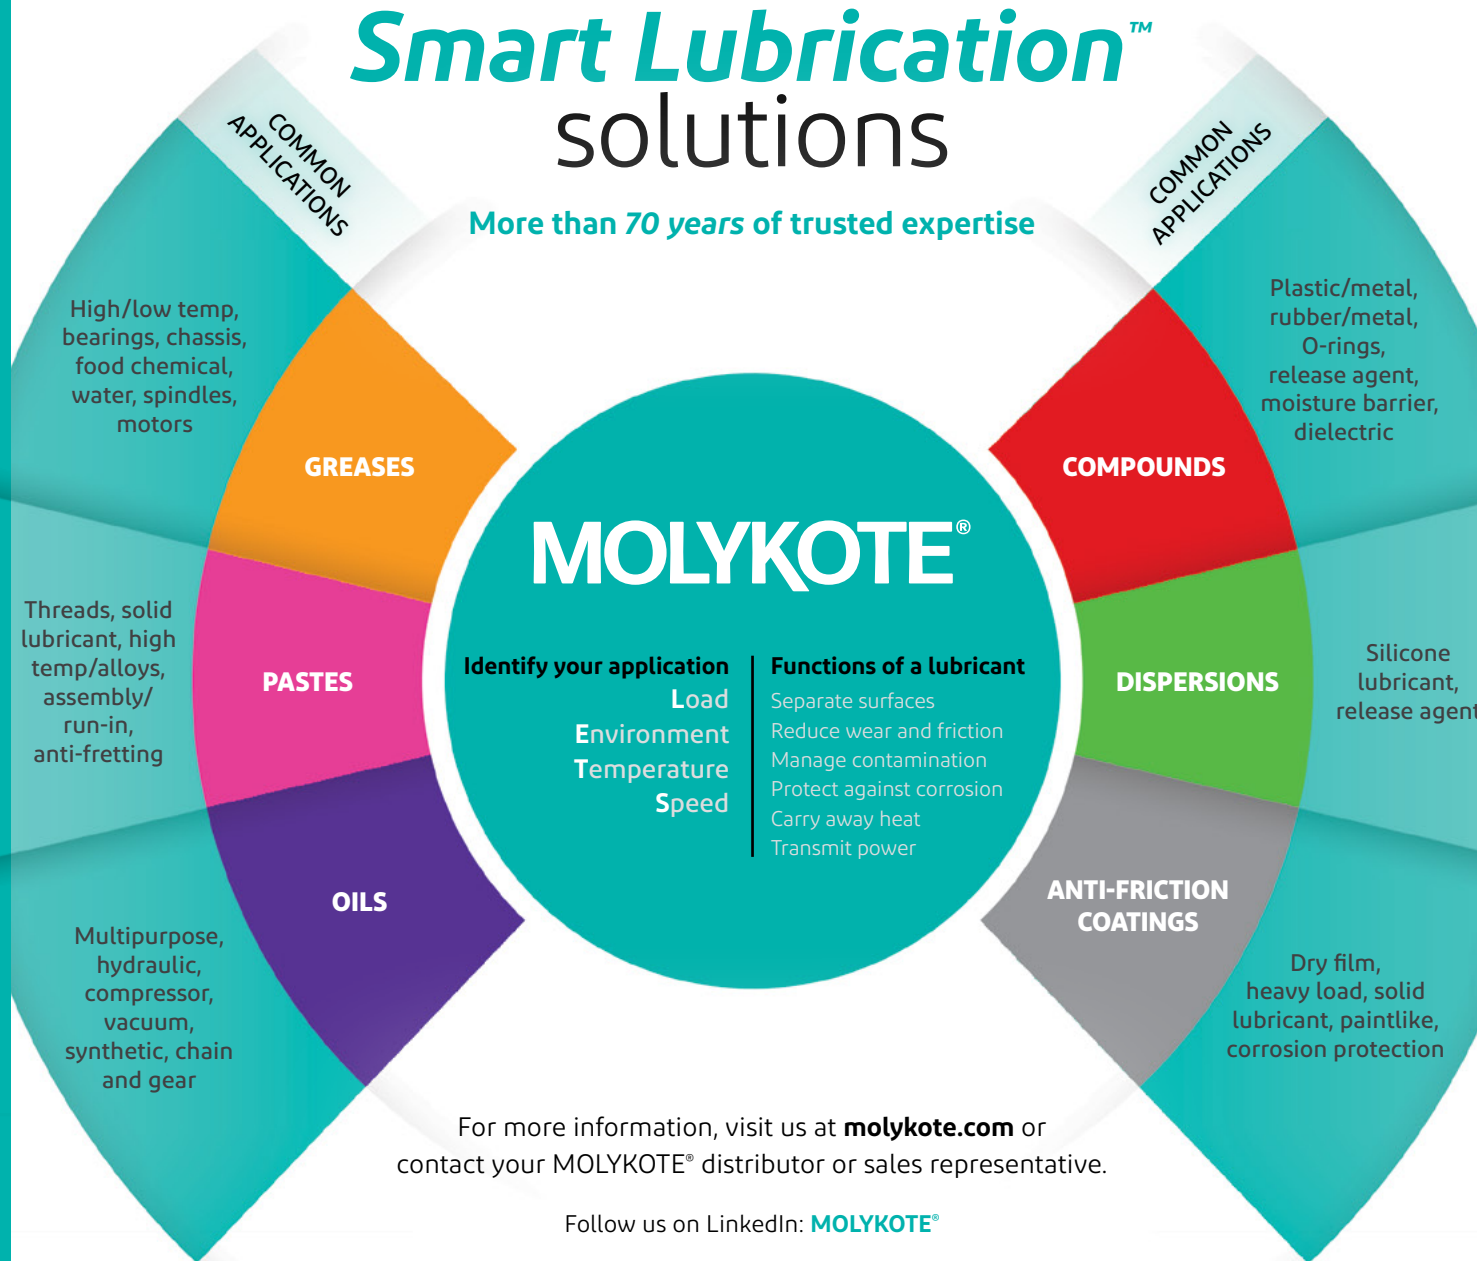 Smart Lubrication™
solutions
More than 70 years of trusted expertise
COMMON
APPLICATIONS
High/low temp,
bearings, chassis,
food chemical,
water, spindles,
motors
GREASES
Threads, solid
lubricant, high
temp/alloys,
assembly/
run-in,
anti-fretting
PASTES
Multipurpose,
hydraulic,
compressor,
vacuum,
synthetic, chain
and gear
OILS
MOLYKOTE®
Identify your application
Load
Environment
Temperature
Speed
Functions of a lubricant
Separate surfaces
Reduce wear and friction
Manage contamination
Protect against corrosion
Carry away heat
Transmit power
COMMON
APPLICATIONS
COMPOUNDS
Plastic/metal,
rubber/metal,
O-rings,
release agent,
moisture barrier,
dielectric
DISPERSIONS
Silicone
lubricant,
release agent
ANTI-FRICTION
COATINGS
Dry film,
heavy load, solid
lubricant, paintlike,
corrosion protection
For more information, visit us at molykote.com or
contact your MOLYKOTE® distributor or sales representative.
Follow us on LinkedIn: MOLYKOTE®